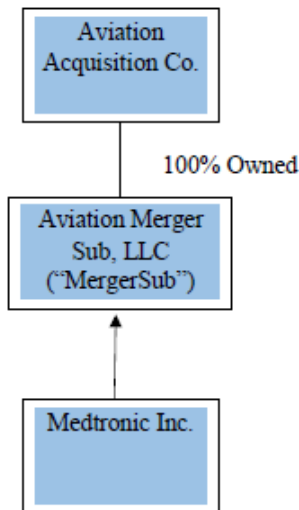 Aviation
Acquisition Co.
100% Owned
Aviation Merger
Sub, LLC
(“MergerSub”)
Medtronic Inc.